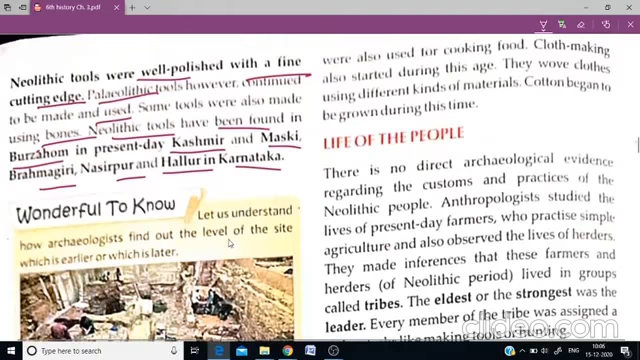 6th history Ch. 3.pdf
Neolithic tools were well-polished with a fine
cutting edge. Palaeolithic tools however, continued
to be made and used. Some tools were also made
using bones. Neolithic tools have been found in
Burzahom in present-day Kashmir and Maski,
Brahmagiri, Nasirpur and Hallur in Karnataka.
Wonderful To Know
Let us understand
how archaeologists find out the level of the site
which is earlier or which is later.
were also used for cooking food. Cloth-making
also started during this age. They wove clothes
using different kinds of materials. Cotton began to
be grown during this time.
LIFE OF THE PEOPLE
There is no direct archaeological evidence
regarding the customs and practices of the
Neolithic people. Anthropologists studied the
lives of present-day farmers, who practise simple
agriculture and also observed the lives of herders.
They made inferences that these farmers and
herders (of Neolithic period) lived in groups
called tribes. The eldest or the strongest was the
leader. Every member of the tribe was assigned a
like making tools or hunting.
Type here to search
ENG
10:06
15-12-2020